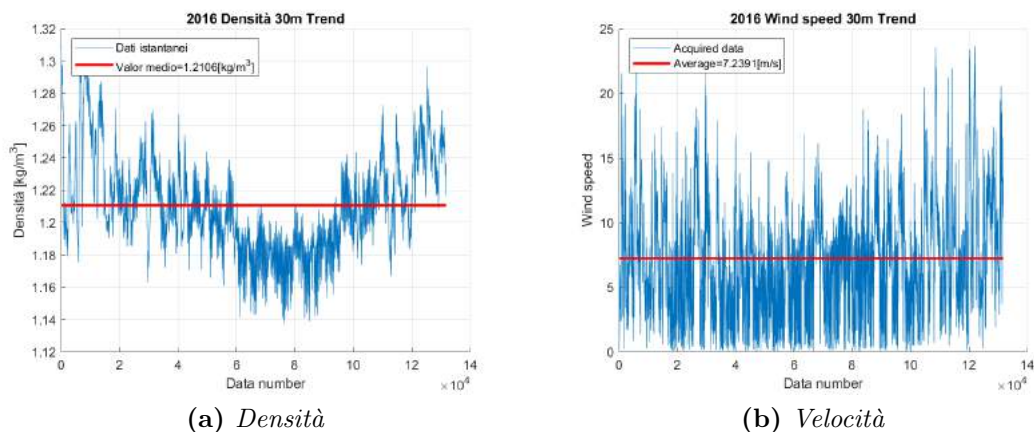 2016 Densità 30m Trend
1.32
1.3
1.28
1.26
1.24
1.22
1.2
1.18
1.16
1.14
1.12
Densità [kg/m³]
Dati istantanei
Valor medio=1.2106[kg/m³]
0 2 4 6 8 10 12 14
Data number
×10⁴
(a) Densità
2016 Wind speed 30m Trend
25
20
15
10
5
0
Wind speed
Acquired data
Average=7.2391[m/s]
0 2 4 6 8 10 12 14
Data number
×10⁴
(b) Velocità